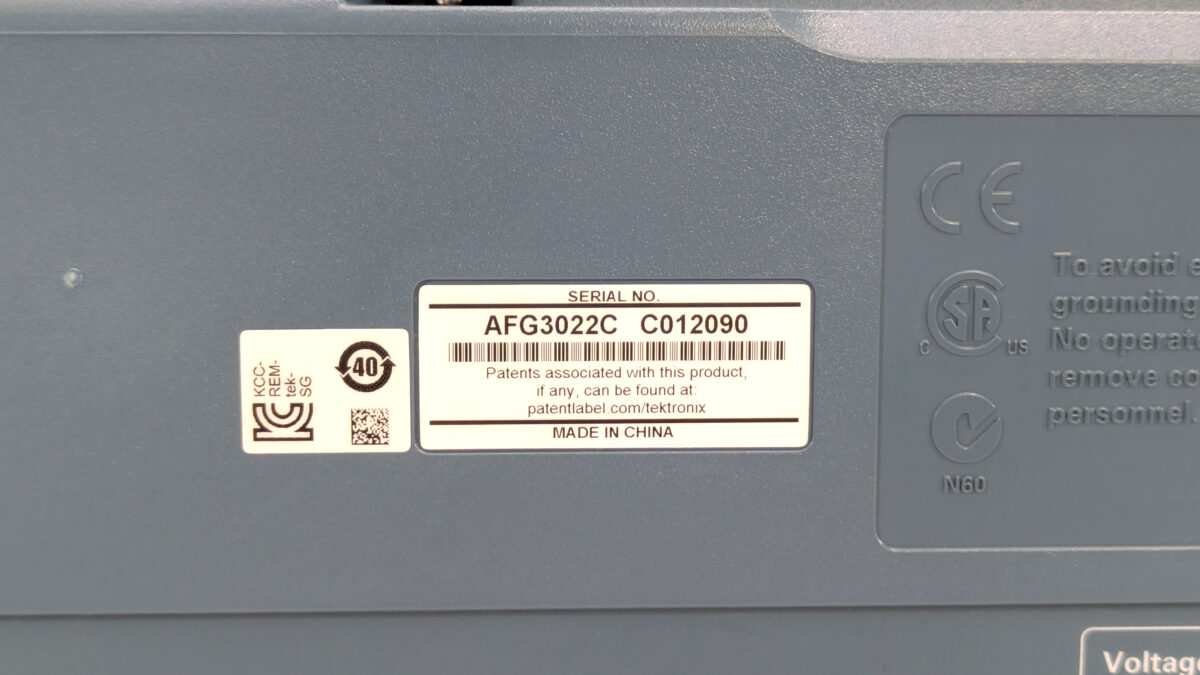 SERIAL NO.
AFG3022C C012090
Patents associated with this product,
if any, can be found at:
patentlabel.com/tektronix
MADE IN CHINA
KCC-
REM-
tek-
SG
40
CE
SA
C US
N60
To avoid
grounding
No operat
remove co
personnel.
Voltage